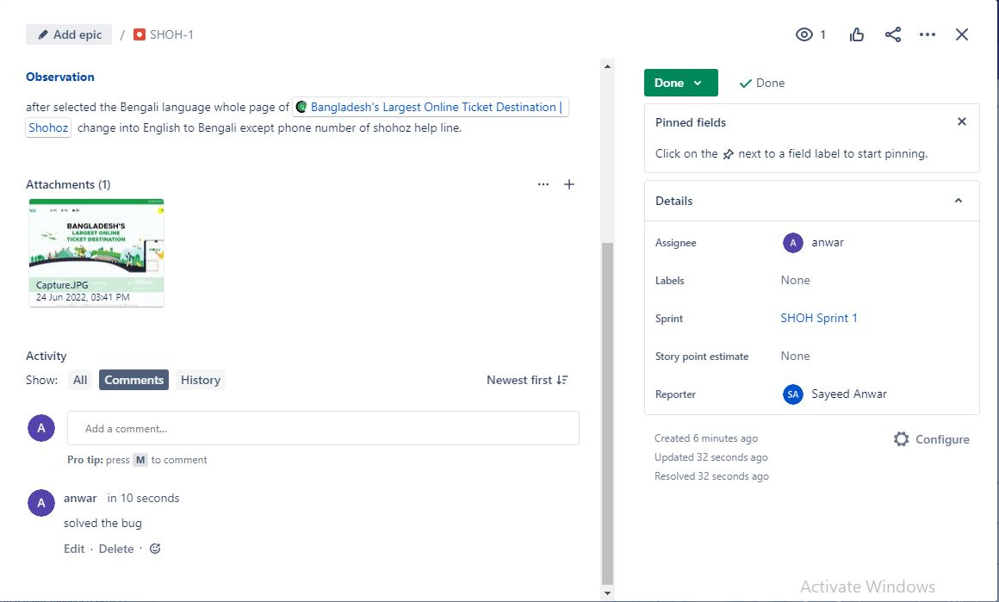 Add epic / SHOH-1
1
Observation
after selected the Bengali language whole page of Bangladesh's Largest Online Ticket Destination |
Shohoz change into English to Bengali except phone number of shohoz help line.
Attachments (1)
BANGLADESH'S
LARGEST ONLINE
TICKET DESTINATION
Capture.JPG
24 Jun 2022, 03:41 PM
Activity
Show: All Comments History Newest first
A Add a comment...
Pro tip: press M to comment
A anwar in 10 seconds
solved the bug
Edit · Delete ·
Done Done
Pinned fields
Click on the next to a field label to start pinning.
Details
Assignee A anwar
Labels None
Sprint SHOH Sprint 1
Story point estimate None
Reporter SA Sayeed Anwar
Created 6 minutes ago
Configure
Updated 32 seconds ago
Resolved 32 seconds ago
Activate Windows